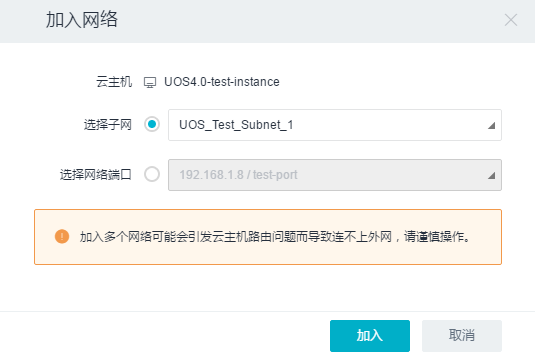 加入网络
云主机 UOS4.0-test-instance
选择子网 UOS_Test_Subnet_1
选择网络端口 192.168.1.8 / test-port
加入多个网络可能会引发云主机路由问题而导致连不上外网，请谨慎操作。
加入 取消